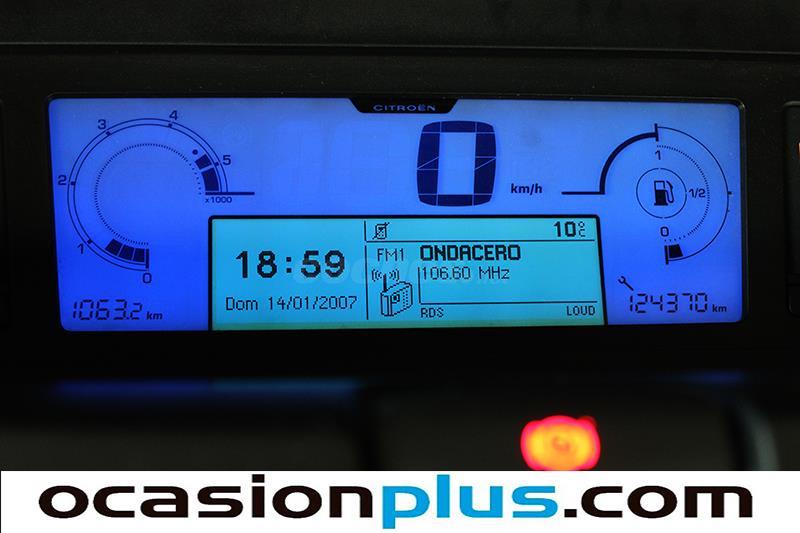 CITROËN
4
3
5
2
x1000
1
0
1063.2 km
0
km/h
1
1/2
0
124370 km
10°C
18:59
Dom 14/01/2007
FM1 ONDACERO
106.60 MHz
RDS LOUD
ocasionplus.com